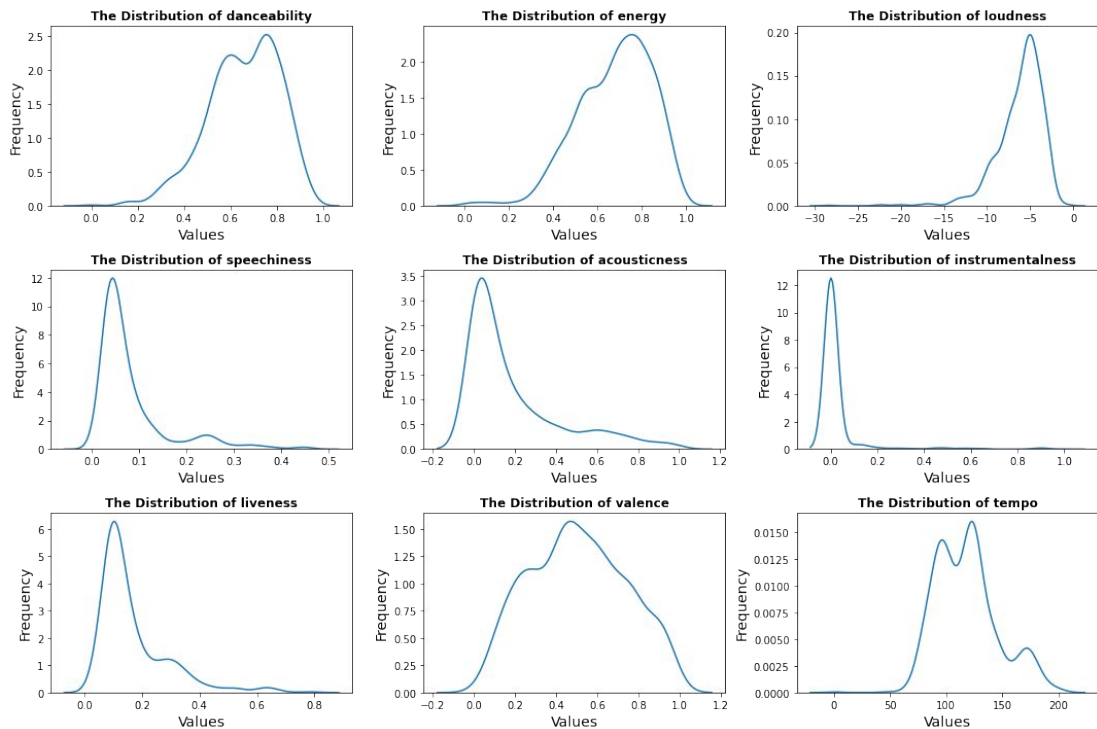 The Distribution of danceability
2.5
2.0
1.5
1.0
0.5
0.0
Frequency
0.0 0.2 0.4 0.6 0.8 1.0
Values
The Distribution of energy
2.0
1.5
1.0
0.5
0.0
Frequency
0.0 0.2 0.4 0.6 0.8 1.0
Values
The Distribution of loudness
0.20
0.15
0.10
0.05
0.00
Frequency
−30 −25 −20 −15 −10 −5 0
Values
The Distribution of speechiness
12
10
8
6
4
2
0
Frequency
0.0 0.1 0.2 0.3 0.4 0.5
Values
The Distribution of acousticness
3.5
3.0
2.5
2.0
1.5
1.0
0.5
0.0
Frequency
−0.2 0.0 0.2 0.4 0.6 0.8 1.0 1.2
Values
The Distribution of instrumentalness
12
10
8
6
4
2
0
Frequency
0.0 0.2 0.4 0.6 0.8 1.0
Values
The Distribution of liveness
6
5
4
3
2
1
0
Frequency
0.0 0.2 0.4 0.6 0.8
Values
The Distribution of valence
1.50
1.25
1.00
0.75
0.50
0.25
0.00
Frequency
−0.2 0.0 0.2 0.4 0.6 0.8 1.0 1.2
Values
The Distribution of tempo
0.0150
0.0125
0.0100
0.0075
0.0050
0.0025
0.0000
Frequency
0 50 100 150 200
Values